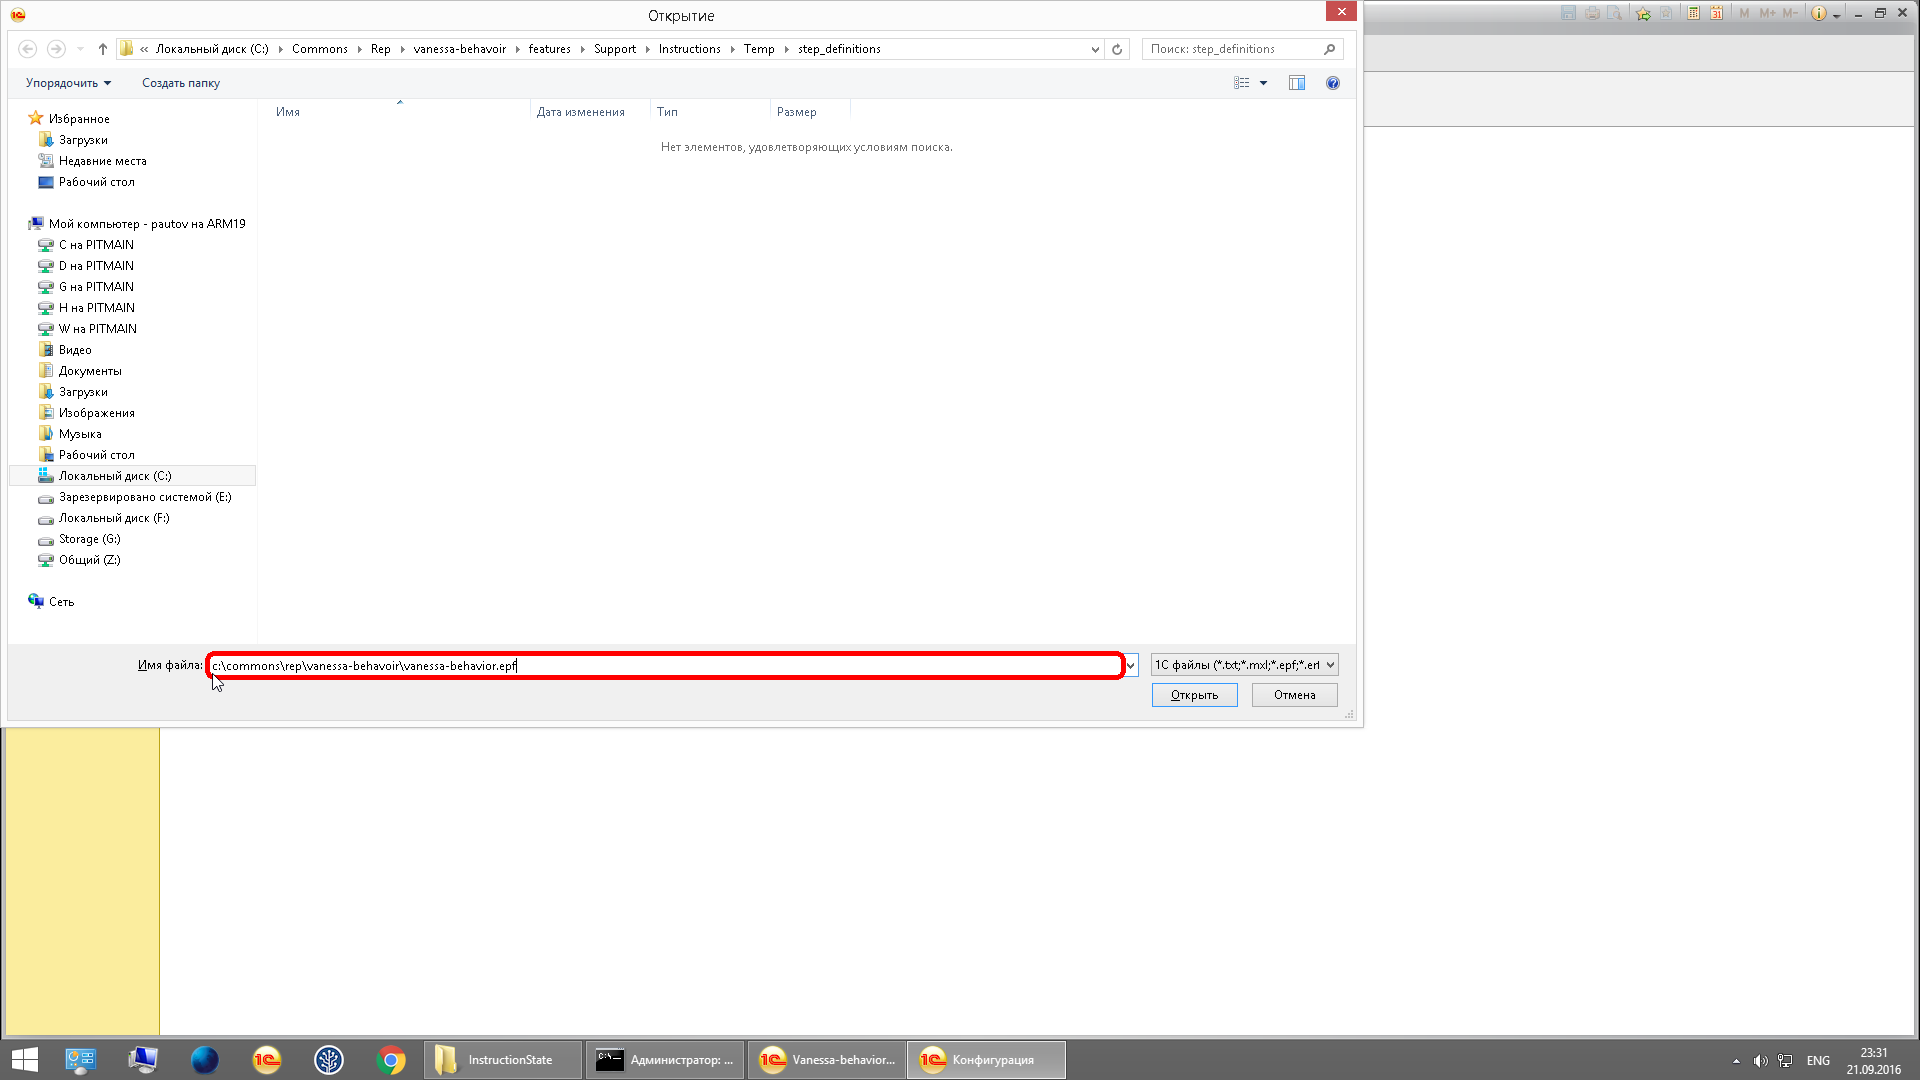 Открытие
« Локальный диск (C:) Commons Rep vanessa-behavoir features Support Instructions Temp step_definitions
Поиск: step_definitions
Упорядочить Создать папку
Имя Дата изменения Тип Размер
Нет элементов, удовлетворяющих условиям поиска.
Избранное
Загрузки
Недавние места
Рабочий стол
Мой компьютер - pautov на ARM19
C на PITMAIN
D на PITMAIN
G на PITMAIN
H на PITMAIN
W на PITMAIN
Видео
Документы
Загрузки
Изображения
Музыка
Рабочий стол
Локальный диск (C:)
Зарезервировано системой (E:)
Локальный диск (F:)
Storage (G:)
Общий (Z:)
Сеть
Имя файла: c:\commons\rep\vanessa-behavoir\vanessa-behavior.epf
1С файлы (*.txt;*.mxl;*.epf;*.erf
Открыть Отмена
M M+ M-
31
InstructionState
Администратор: ...
Vanessa-behavior...
Конфигурация
ENG
23:31
21.09.2016